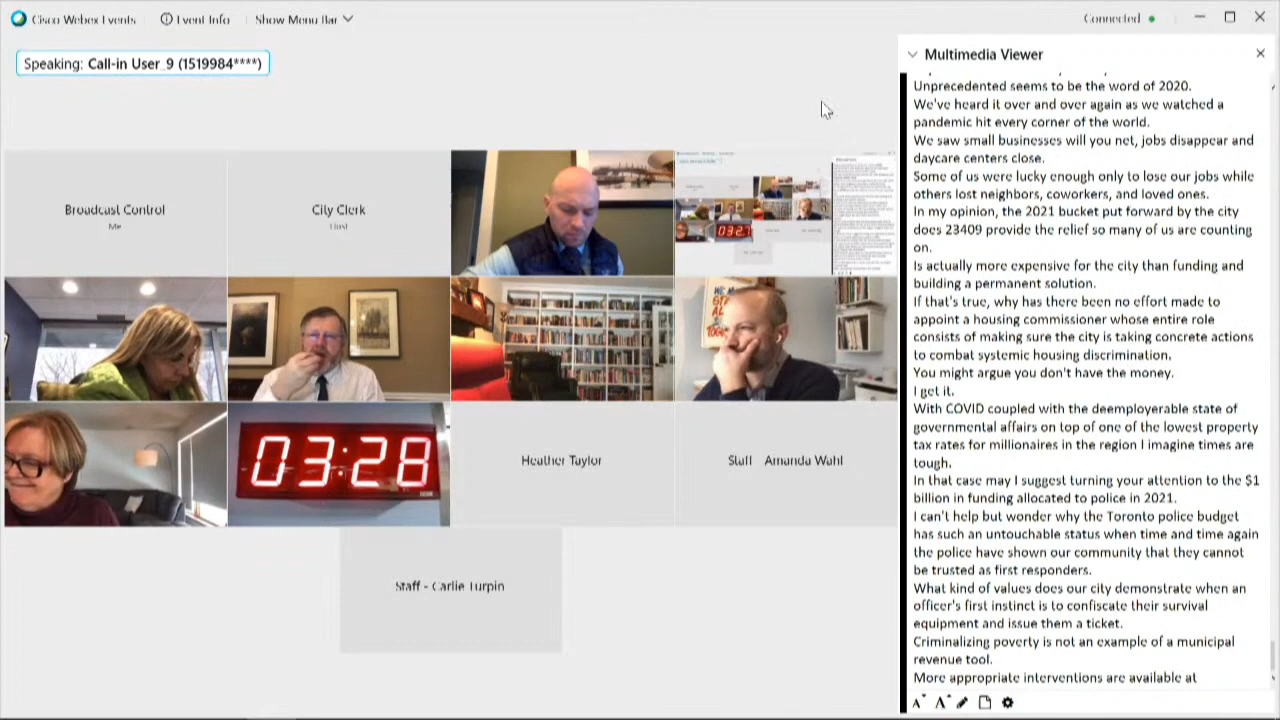 Cisco Webex Events
Event Info
Show Menu Bar
Connected
Speaking: Call-in User_9 (1519984****)
Multimedia Viewer
Unprecedented seems to be the word of 2020.
We've heard it over and over again as we watched a
pandemic hit every corner of the world.
We saw small businesses will you net, jobs disappear and
daycare centers close.
Some of us were lucky enough only to lose our jobs while
others lost neighbors, coworkers, and loved ones.
In my opinion, the 2021 bucket put forward by the city
does 23409 provide the relief so many of us are counting
on.
Is actually more expensive for the city than funding and
building a permanent solution.
If that's true, why has there been no effort made to
appoint a housing commissioner whose entire role
consists of making sure the city is taking concrete actions
to combat systemic housing discrimination.
You might argue you don't have the money.
I get it.
With COVID coupled with the deemployerable state of
governmental affairs on top of one of the lowest property
tax rates for millionaires in the region I imagine times are
tough.
In that case may I suggest turning your attention to the $1
billion in funding allocated to police in 2021.
I can't help but wonder why the Toronto police budget
has such an untouchable status when time and time again
the police have shown our community that they cannot
be trusted as first responders.
What kind of values does our city demonstrate when an
officer's first instinct is to confiscate their survival
equipment and issue them a ticket.
Criminalizing poverty is not an example of a municipal
revenue tool.
More appropriate interventions are available at
Broadcast Control
Me
City Clerk
Host
03:28
Heather Taylor
Staff Amanda Wahl
Staff - Carlie Turpin